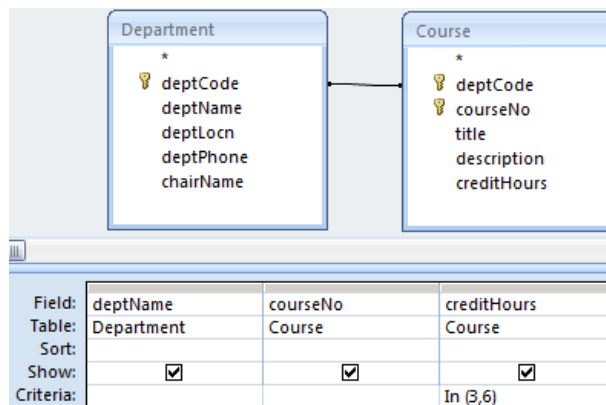 Department
*
deptCode
deptName
deptLocn
deptPhone
chairName
Course
*
deptCode
courseNo
title
description
creditHours
Field: deptName courseNo creditHours
Table: Department Course Course
Sort:
Show:
Criteria: In (3,6)